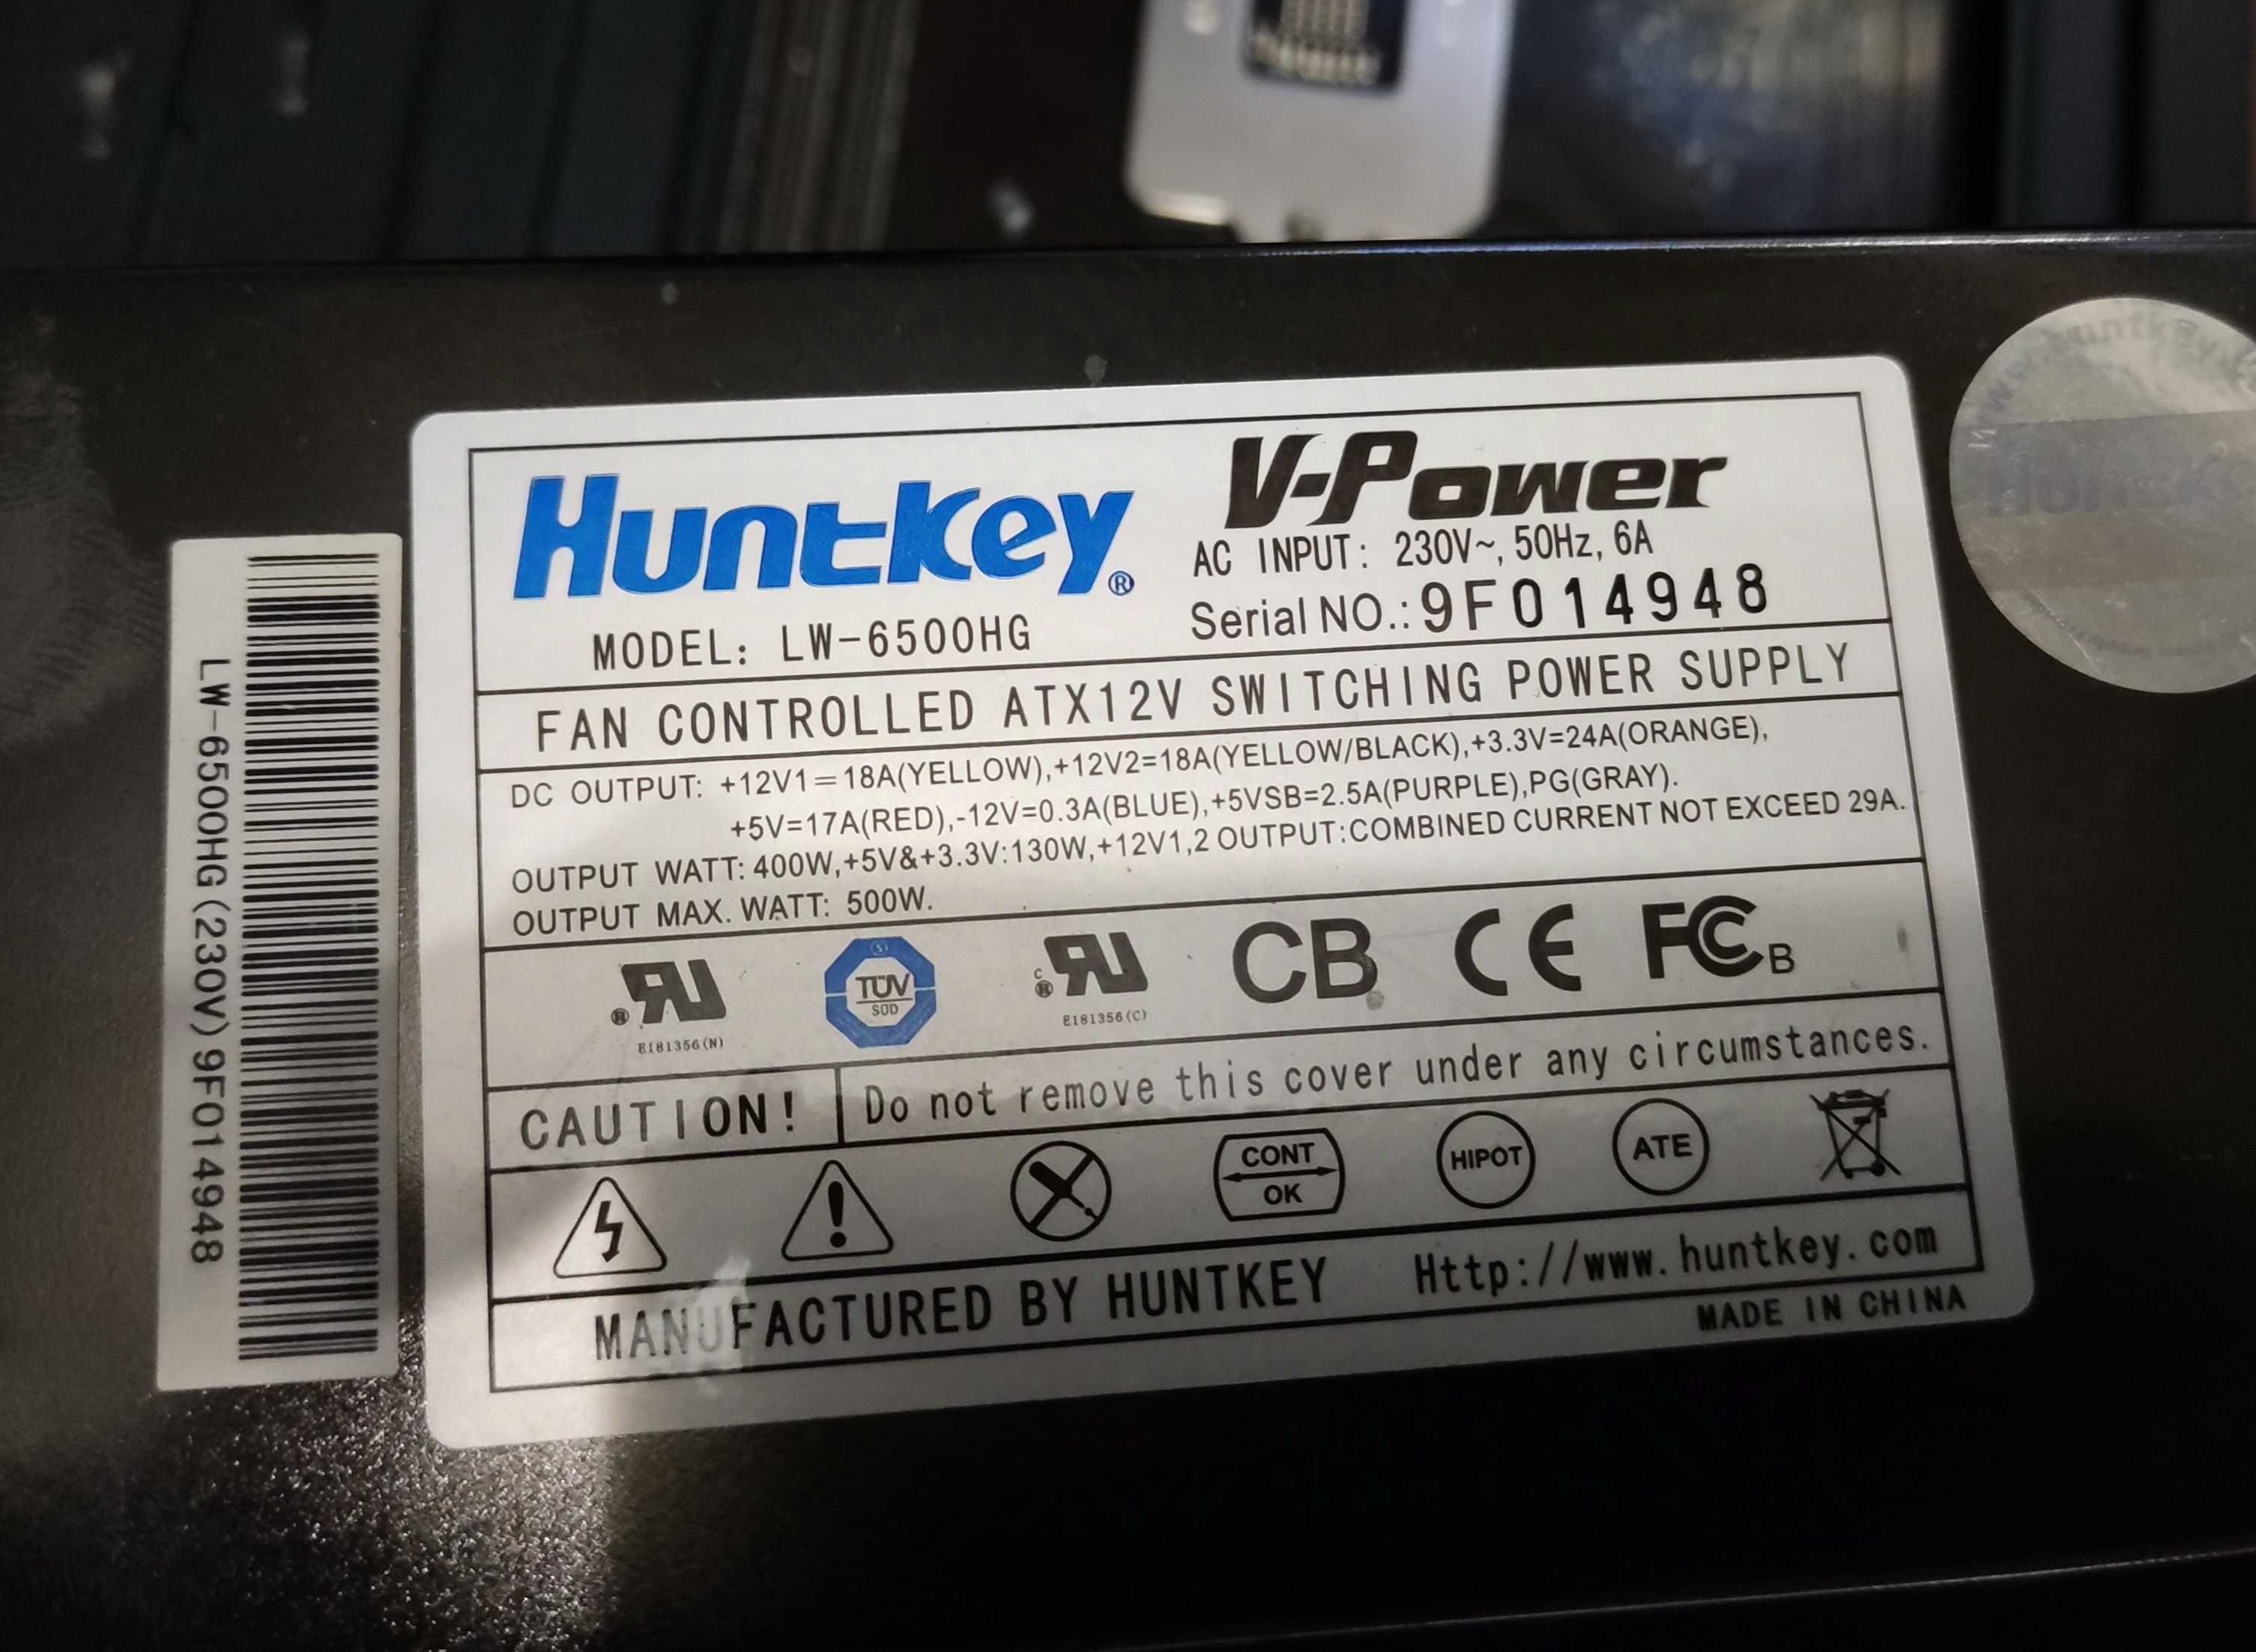 Huntkey®
V-Power
AC INPUT: 230V~, 50Hz, 6A
MODEL: LW-6500HG
Serial NO.: 9F014948
FAN CONTROLLED ATX12V SWITCHING POWER SUPPLY
DC OUTPUT: +12V1=18A(YELLOW),+12V2=18A(YELLOW/BLACK),+3.3V=24A(ORANGE),
+5V=17A(RED),-12V=0.3A(BLUE),+5VSB=2.5A(PURPLE),PG(GRAY).
OUTPUT WATT: 400W,+5V&+3.3V:130W,+12V1,2 OUTPUT:COMBINED CURRENT NOT EXCEED 29A.
OUTPUT MAX. WATT: 500W.
E181356(N)
TÜV
SÜD
E181356(C)
CB CE FC B
CAUTION! Do not remove this cover under any circumstances.
CONT
OK
HIPOT
ATE
MANUFACTURED BY HUNTKEY Http://www.huntkey.com
MADE IN CHINA
LW-6500HG(230V)9F014948